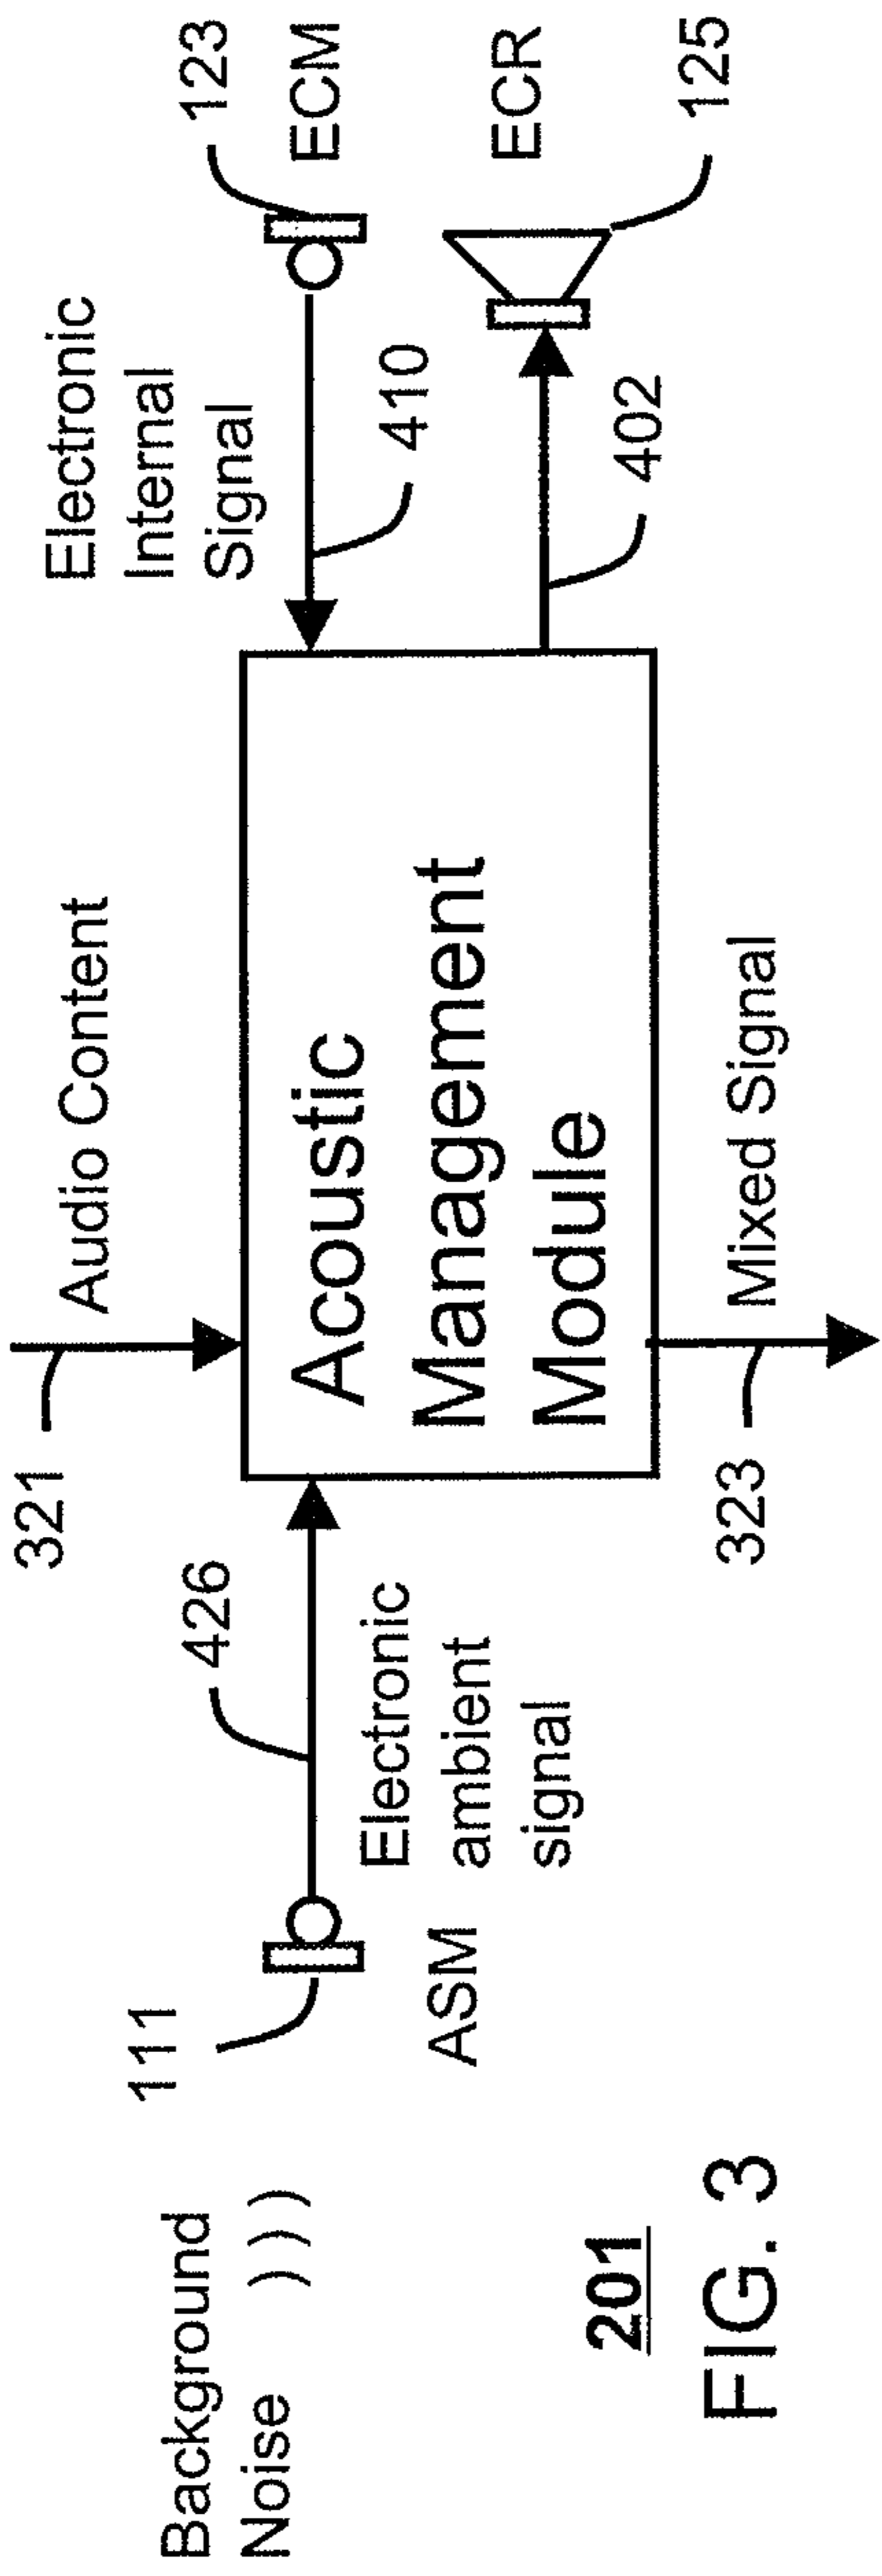 321
Audio Content
Electronic
Internal
Signal
123
ECM
410
ECR
125
402
Acoustic
Management
Module
Background
Noise )))
111
ASM
426
Electronic
ambient
signal
323
Mixed Signal
201
FIG. 3